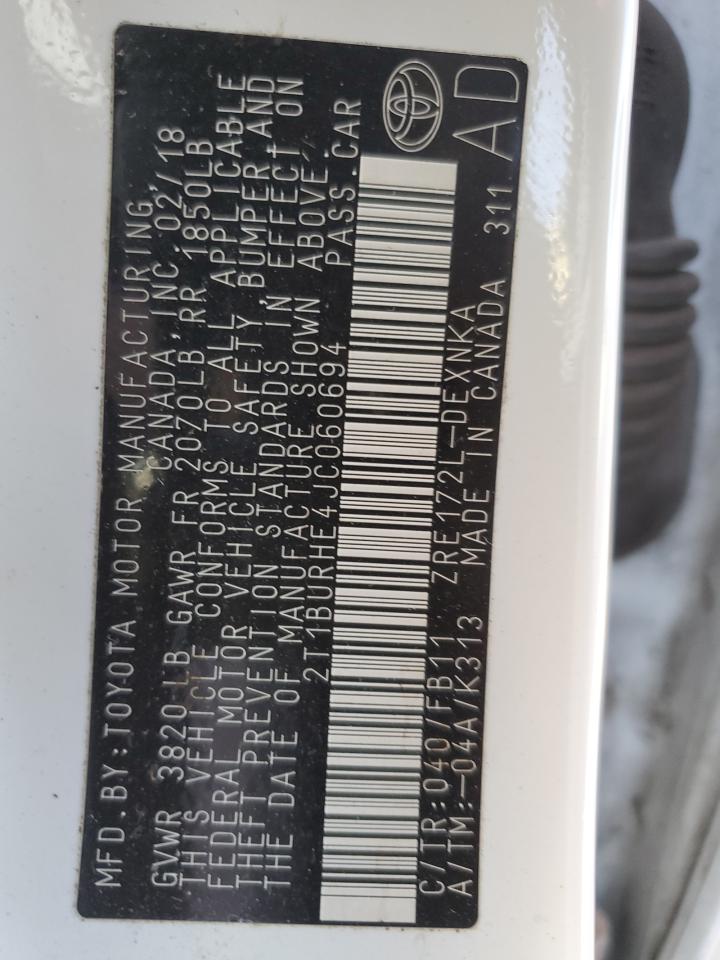 MFD.BY:TOYOTA MOTOR MANUFACTURING
CANADA, INC. 02/18
GVWR 3820LB GAWR FR 2070LB RR 1850LB
THIS VEHICLE CONFORMS TO ALL APPLICABLE
FEDERAL MOTOR VEHICLE SAFETY, BUMPER, AND
THEFT PREVENTION STANDARDS IN EFFECT ON
THE DATE OF MANUFACTURE SHOWN ABOVE.
2T1BURHE4JC060694 PASS.CAR
C/TR:040/FB11 ZRE172L-DEXNKA
A/TM:-04A/K313 MADE IN CANADA 311 AD